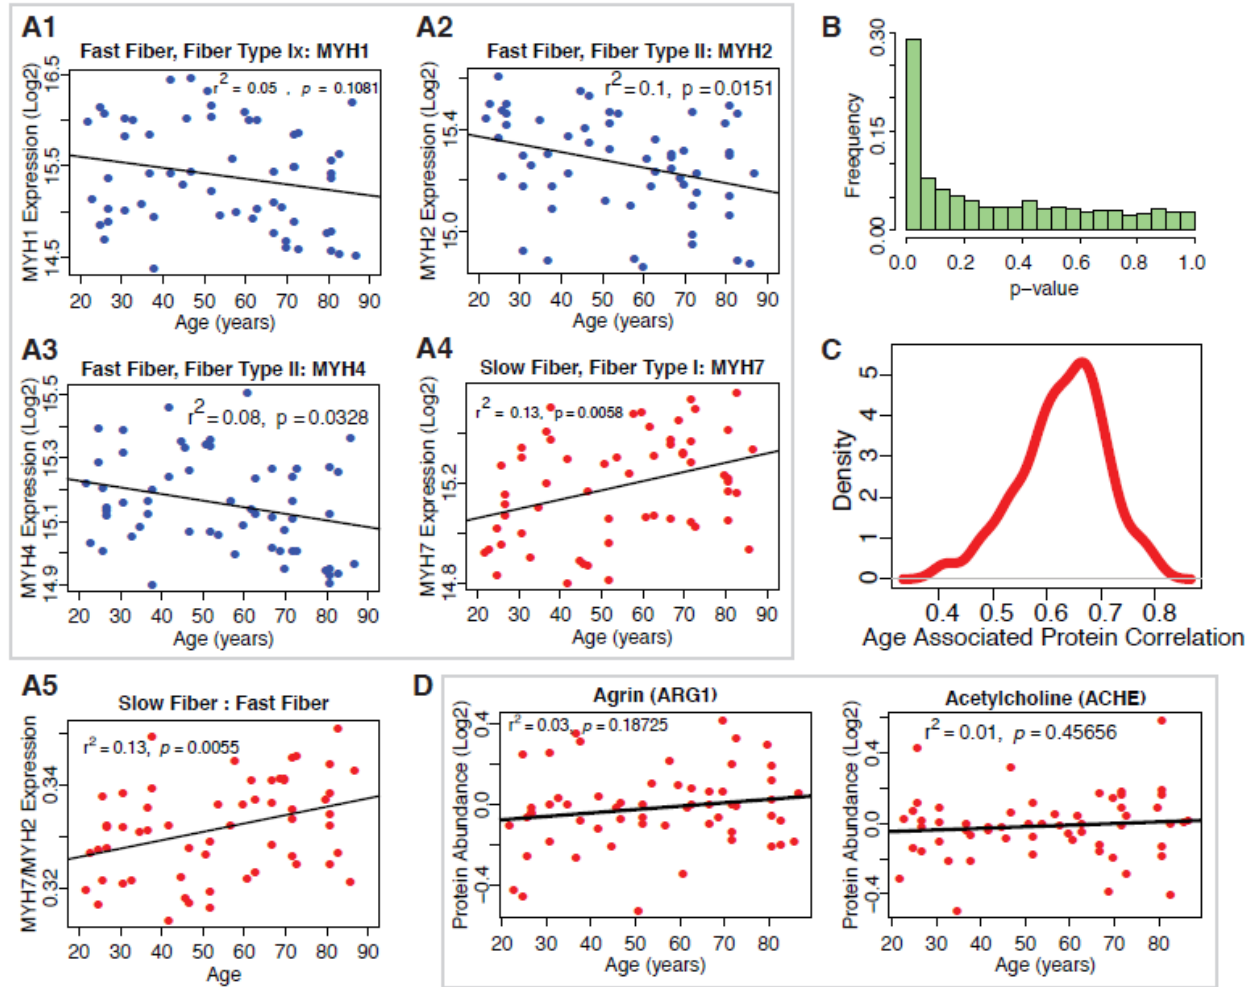 A1
Fast Fiber, Fiber Type Ix: MYH1
r2 = 0.05 , p = 0.1081
MYH1 Expression (Log2)
16.5
15.5
14.5
20 30 40 50 60 70 80 90
Age (years)
A2
Fast Fiber, Fiber Type II: MYH2
r2 = 0.1, p = 0.0151
MYH2 Expression (Log2)
15.4
15.0
20 30 40 50 60 70 80 90
Age (years)
B
Frequency
0.30
0.15
0.00
0.0 0.2 0.4 0.6 0.8 1.0
p-value
A3
Fast Fiber, Fiber Type II: MYH4
r2 = 0.08, p = 0.0328
MYH4 Expression (Log2)
15.5
15.3
15.1
14.9
20 30 40 50 60 70 80 90
Age (years)
A4
Slow Fiber, Fiber Type I: MYH7
r2 = 0.13, p = 0.0058
MYH7 Expression (Log2)
15.2
14.8
20 30 40 50 60 70 80 90
Age (years)
C
Density
5
4
3
2
1
0
0.4 0.5 0.6 0.7 0.8
Age Associated Protein Correlation
A5
Slow Fiber : Fast Fiber
r2 = 0.13, p = 0.0055
MYH7/MYH2 Expression
0.34
0.32
20 30 40 50 60 70 80 90
Age
D
Agrin (ARG1)
r2 = 0.03, p = 0.18725
Protein Abundance (Log2)
0.4
0.0
-0.4
20 30 40 50 60 70 80
Age (years)
Acetylcholine (ACHE)
r2 = 0.01, p = 0.45656
Protein Abundance (Log2)
0.4
0.0
-0.4
20 30 40 50 60 70 80
Age (years)